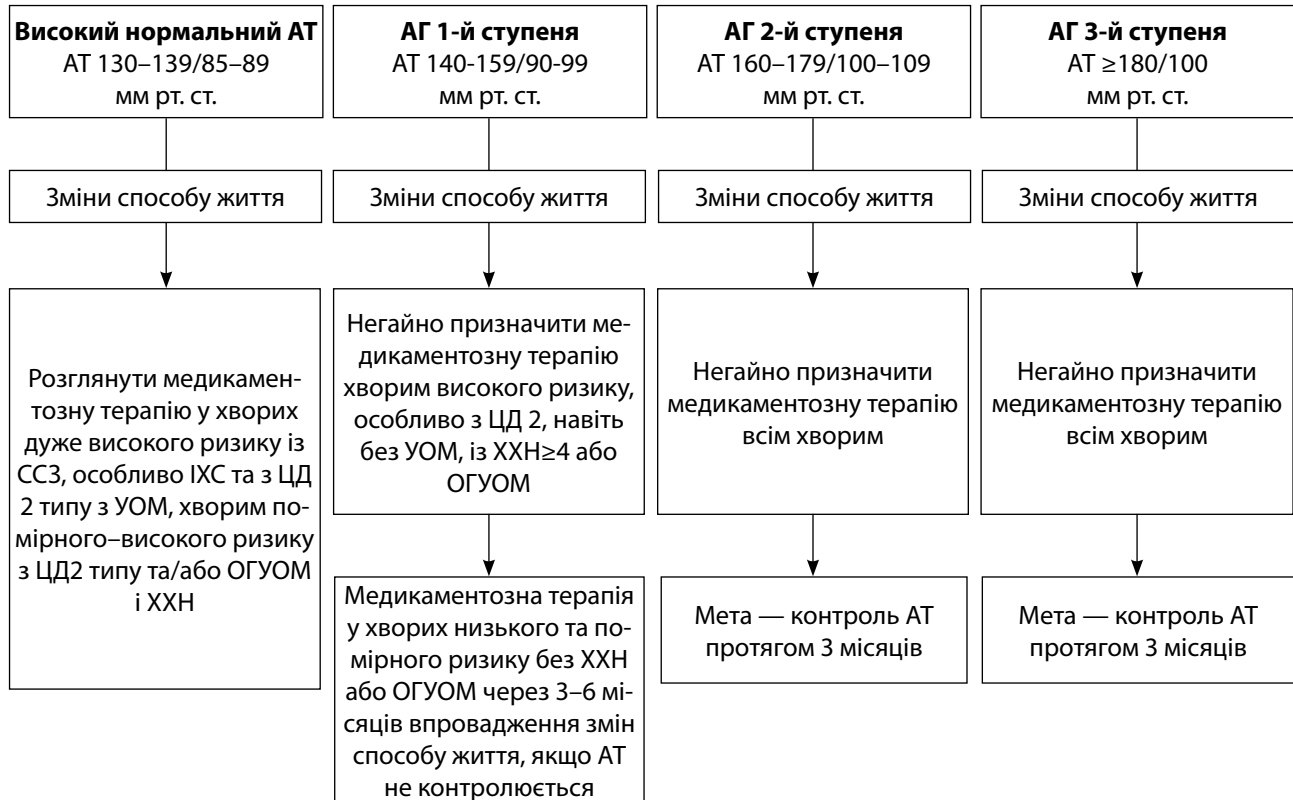 Високий нормальний АТ
АТ 130–139/85–89
мм рт. ст.
АГ 1-й ступеня
АТ 140-159/90-99
мм рт. ст.
АГ 2-й ступеня
АТ 160–179/100–109
мм рт. ст.
АГ 3-й ступеня
АТ ≥180/100
мм рт. ст.
Зміни способу життя
Зміни способу життя
Зміни способу життя
Зміни способу життя
Розглянути медикамен-
тозну терапію у хворих
дуже високого ризику із
ССЗ, особливо ІХС та з ЦД
2 типу з УОМ, хворим по-
мірного–високого ризику
з ЦД2 типу та/або ОГУОМ
і ХХН
Негайно призначити ме-
дикаментозну терапію
хворим високого ризику,
особливо з ЦД 2, навіть
без УОМ, із ХХН≥4 або
ОГУОМ
Негайно призначити
медикаментозну терапію
всім хворим
Негайно призначити
медикаментозну терапію
всім хворим
Медикаментозна терапія
у хворих низького та по-
мірного ризику без ХХН
або ОГУОМ через 3–6 мі-
сяців впровадження змін
способу життя, якщо АТ
не контролюється
Мета — контроль АТ
протягом 3 місяців
Мета — контроль АТ
протягом 3 місяців